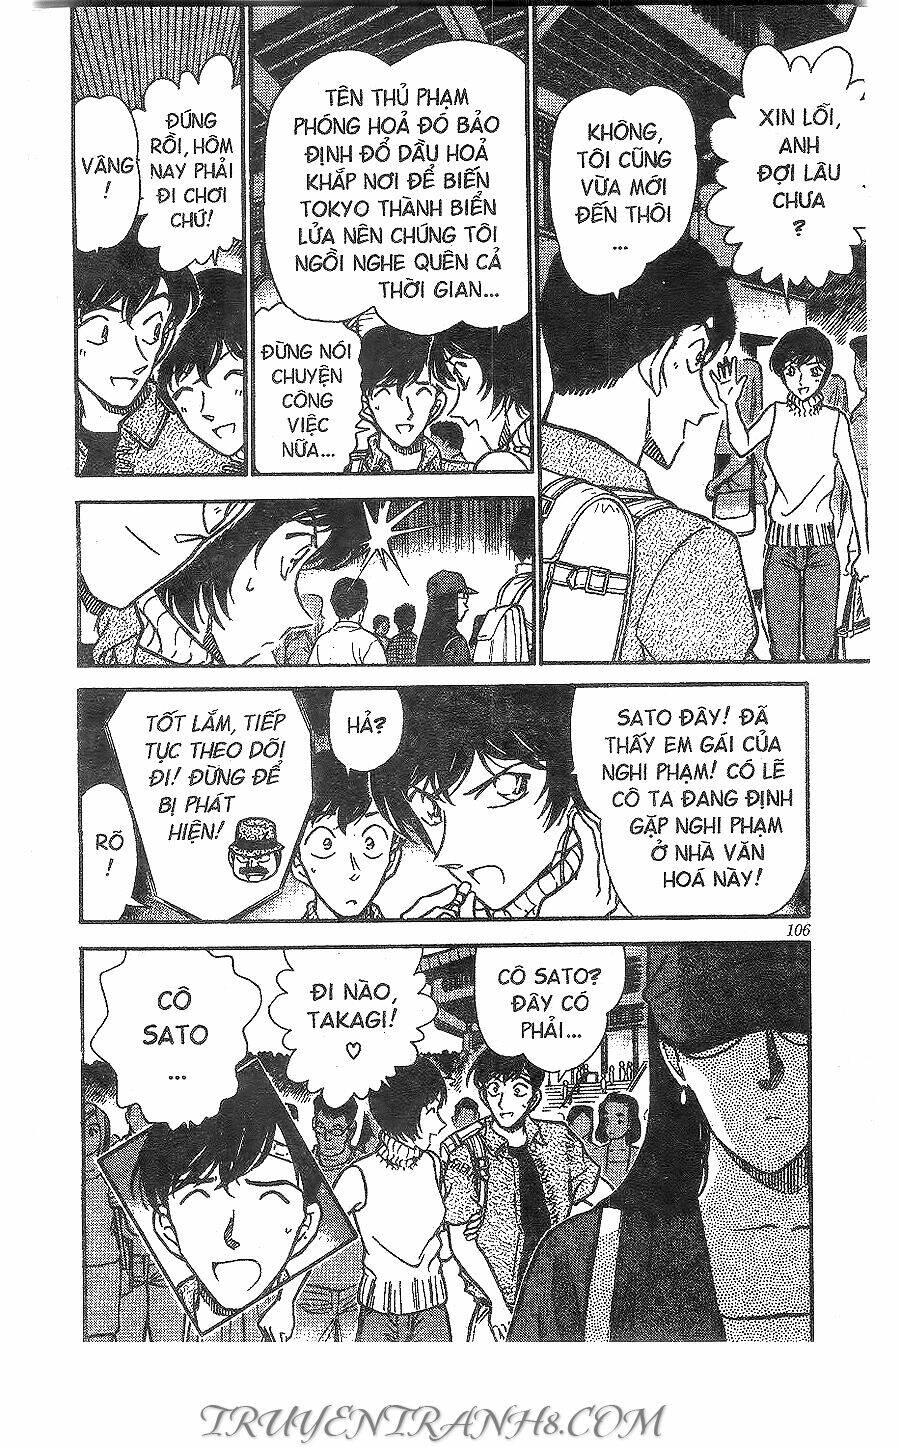 XIN LỖI,
ANH
ĐỢI LÂU
CHƯA
?
KHÔNG,
TÔI CŨNG
VỪA MỚI
ĐẾN THÔI
...
TÊN THỦ PHẠM
PHÓNG HOẢ ĐÓ BẢO
ĐỊNH ĐỔ DẦU HOẢ
KHẮP NƠI ĐỂ BIẾN
TOKYO THÀNH BIỂN
LỬA NÊN CHÚNG TÔI
NGỒI NGHE QUÊN CẢ
THỜI GIAN...
ĐỪNG NÓI
CHUYỆN
CÔNG
VIỆC
NỮA...
ĐÚNG
RỒI, HÔM
NAY PHẢI
ĐI CHƠI
CHỨ!
VÂNG
!
SATO ĐÂY! ĐÃ
THẤY EM GÁI CỦA
NGHI PHẠM! CÓ LẼ
CÔ TA ĐANG ĐỊNH
GẶP NGHI PHẠM
Ở NHÀ VĂN
HOÁ NÀY!
HẢ?
TỐT LẮM, TIẾP
TỤC THEO DÕI
ĐI! ĐỪNG ĐỂ
BỊ PHÁT
HIỆN!
RÕ
!
106
CÔ SATO?
ĐÂY CÓ
PHẢI...
ĐI NÀO,
TAKAGI!
♡
CÔ
SATO
...
TRUYENTRANH8.COM